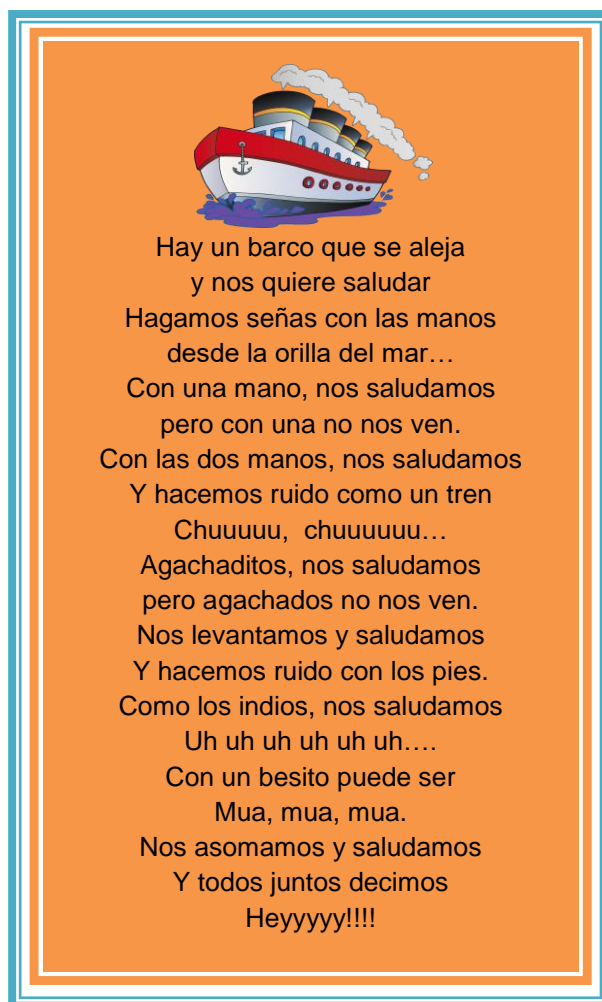 Hay un barco que se aleja
y nos quiere saludar
Hagamos señas con las manos
desde la orilla del mar…
Con una mano, nos saludamos
pero con una no nos ven.
Con las dos manos, nos saludamos
Y hacemos ruido como un tren
Chuuuuu,  chuuuuuu…
Agachaditos, nos saludamos
pero agachados no nos ven.
Nos levantamos y saludamos
Y hacemos ruido con los pies.
Como los indios, nos saludamos
Uh uh uh uh uh uh….
Con un besito puede ser
Mua, mua, mua.
Nos asomamos y saludamos
Y todos juntos decimos
Heyyyyy!!!!